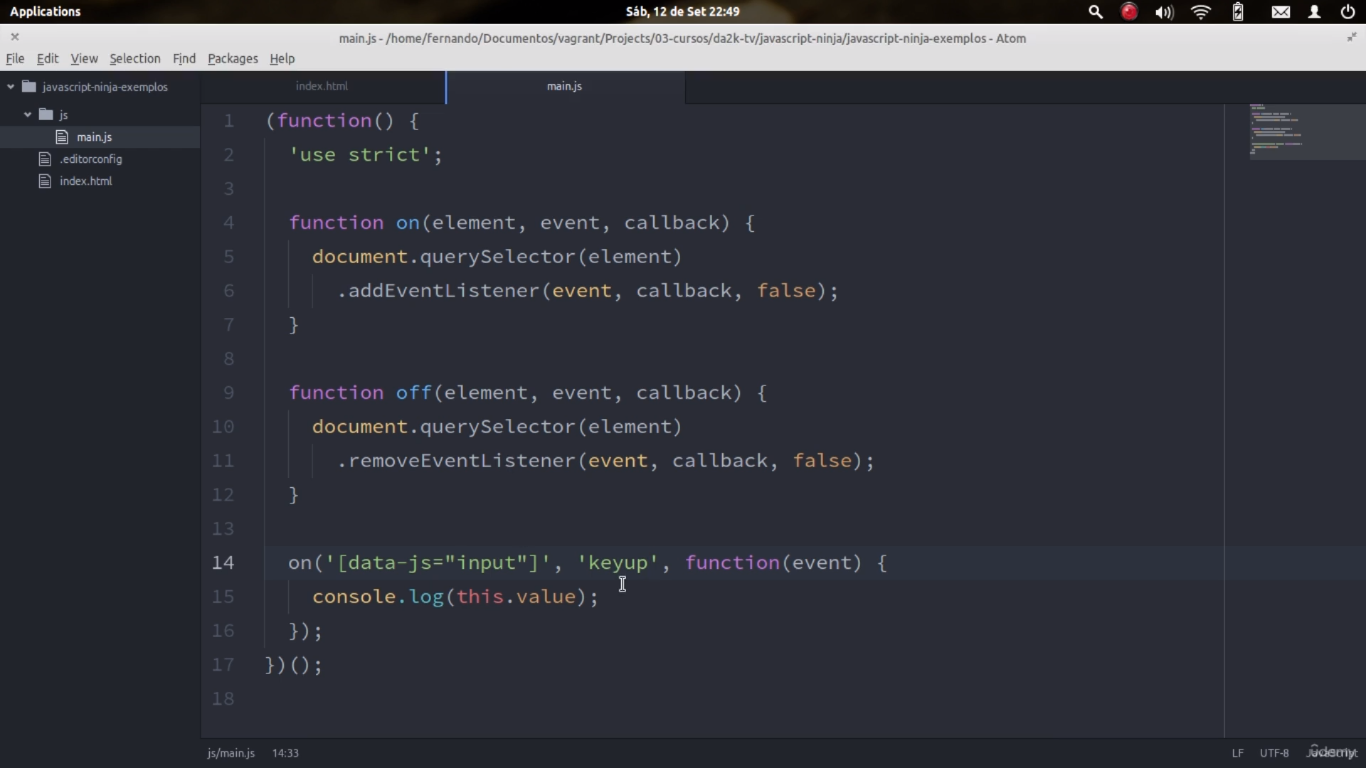 Applications
Sáb, 12 de Set 22:49
main.js - /home/fernando/Documentos/vagrant/Projects/03-cursos/da2k-tv/javascript-ninja/javascript-ninja-exemplos - Atom
File Edit View Selection Find Packages Help
javascript-ninja-exemplos
js
main.js
.editorconfig
index.html
index.html
main.js
1 (function() {
2 'use strict';
3
4 function on(element, event, callback) {
5 document.querySelector(element)
6 .addEventListener(event, callback, false);
7 }
8
9 function off(element, event, callback) {
10 document.querySelector(element)
11 .removeEventListener(event, callback, false);
12 }
13
14 on('[data-js="input"]', 'keyup', function(event) {
15 console.log(this.value);
16 });
17 })();
18
js/main.js 14:33
LF UTF-8 JavaScript
ûdemy